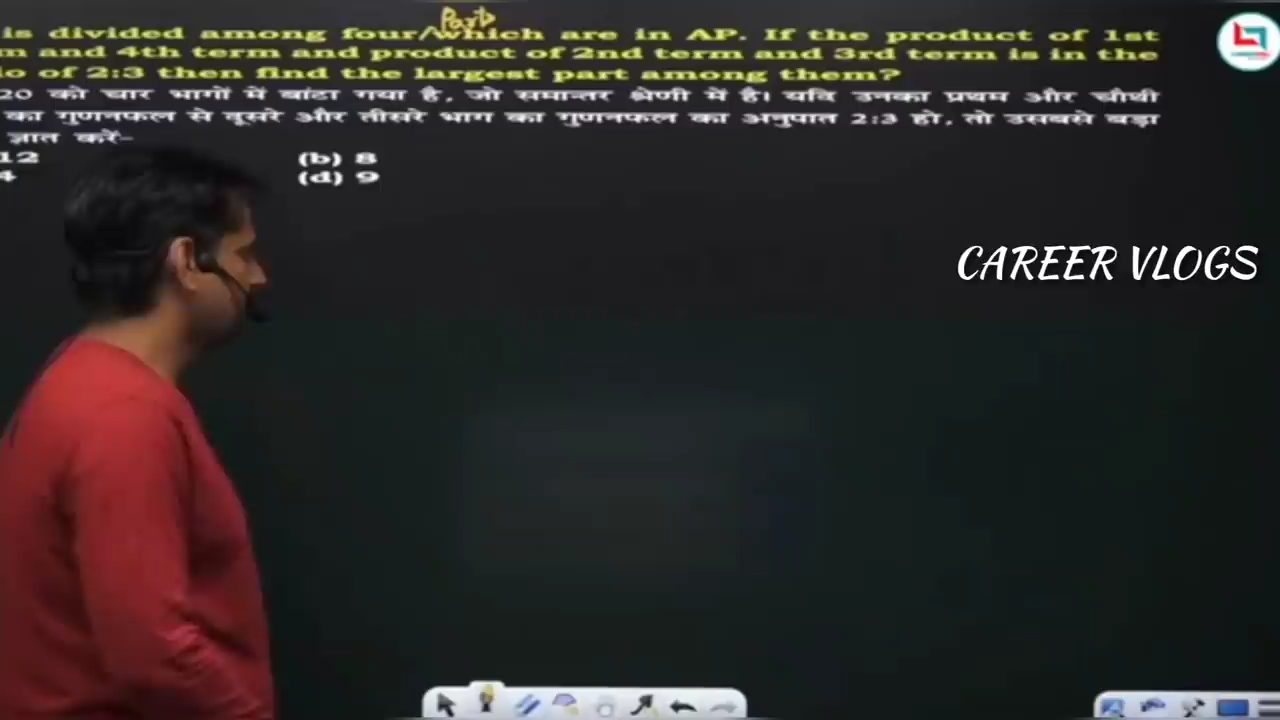 Part
is divided among four/which are in AP. If the product of 1st
m and 4th term and product of 2nd term and 3rd term is in the
io of 2:3 then find the largest part among them?
20 को चार भागों में बांटा गया है, जो समान्तर श्रेणी में है। यदि उनका प्रथम और चौथी
का गुणनफल से दूसरे और तीसरे भाग का गुणनफल का अनुपात 2:3 हो, तो उसबसे बड़ा
ज्ञात करें-
12
(b) 8
4
(d) 9
CAREER VLOGS